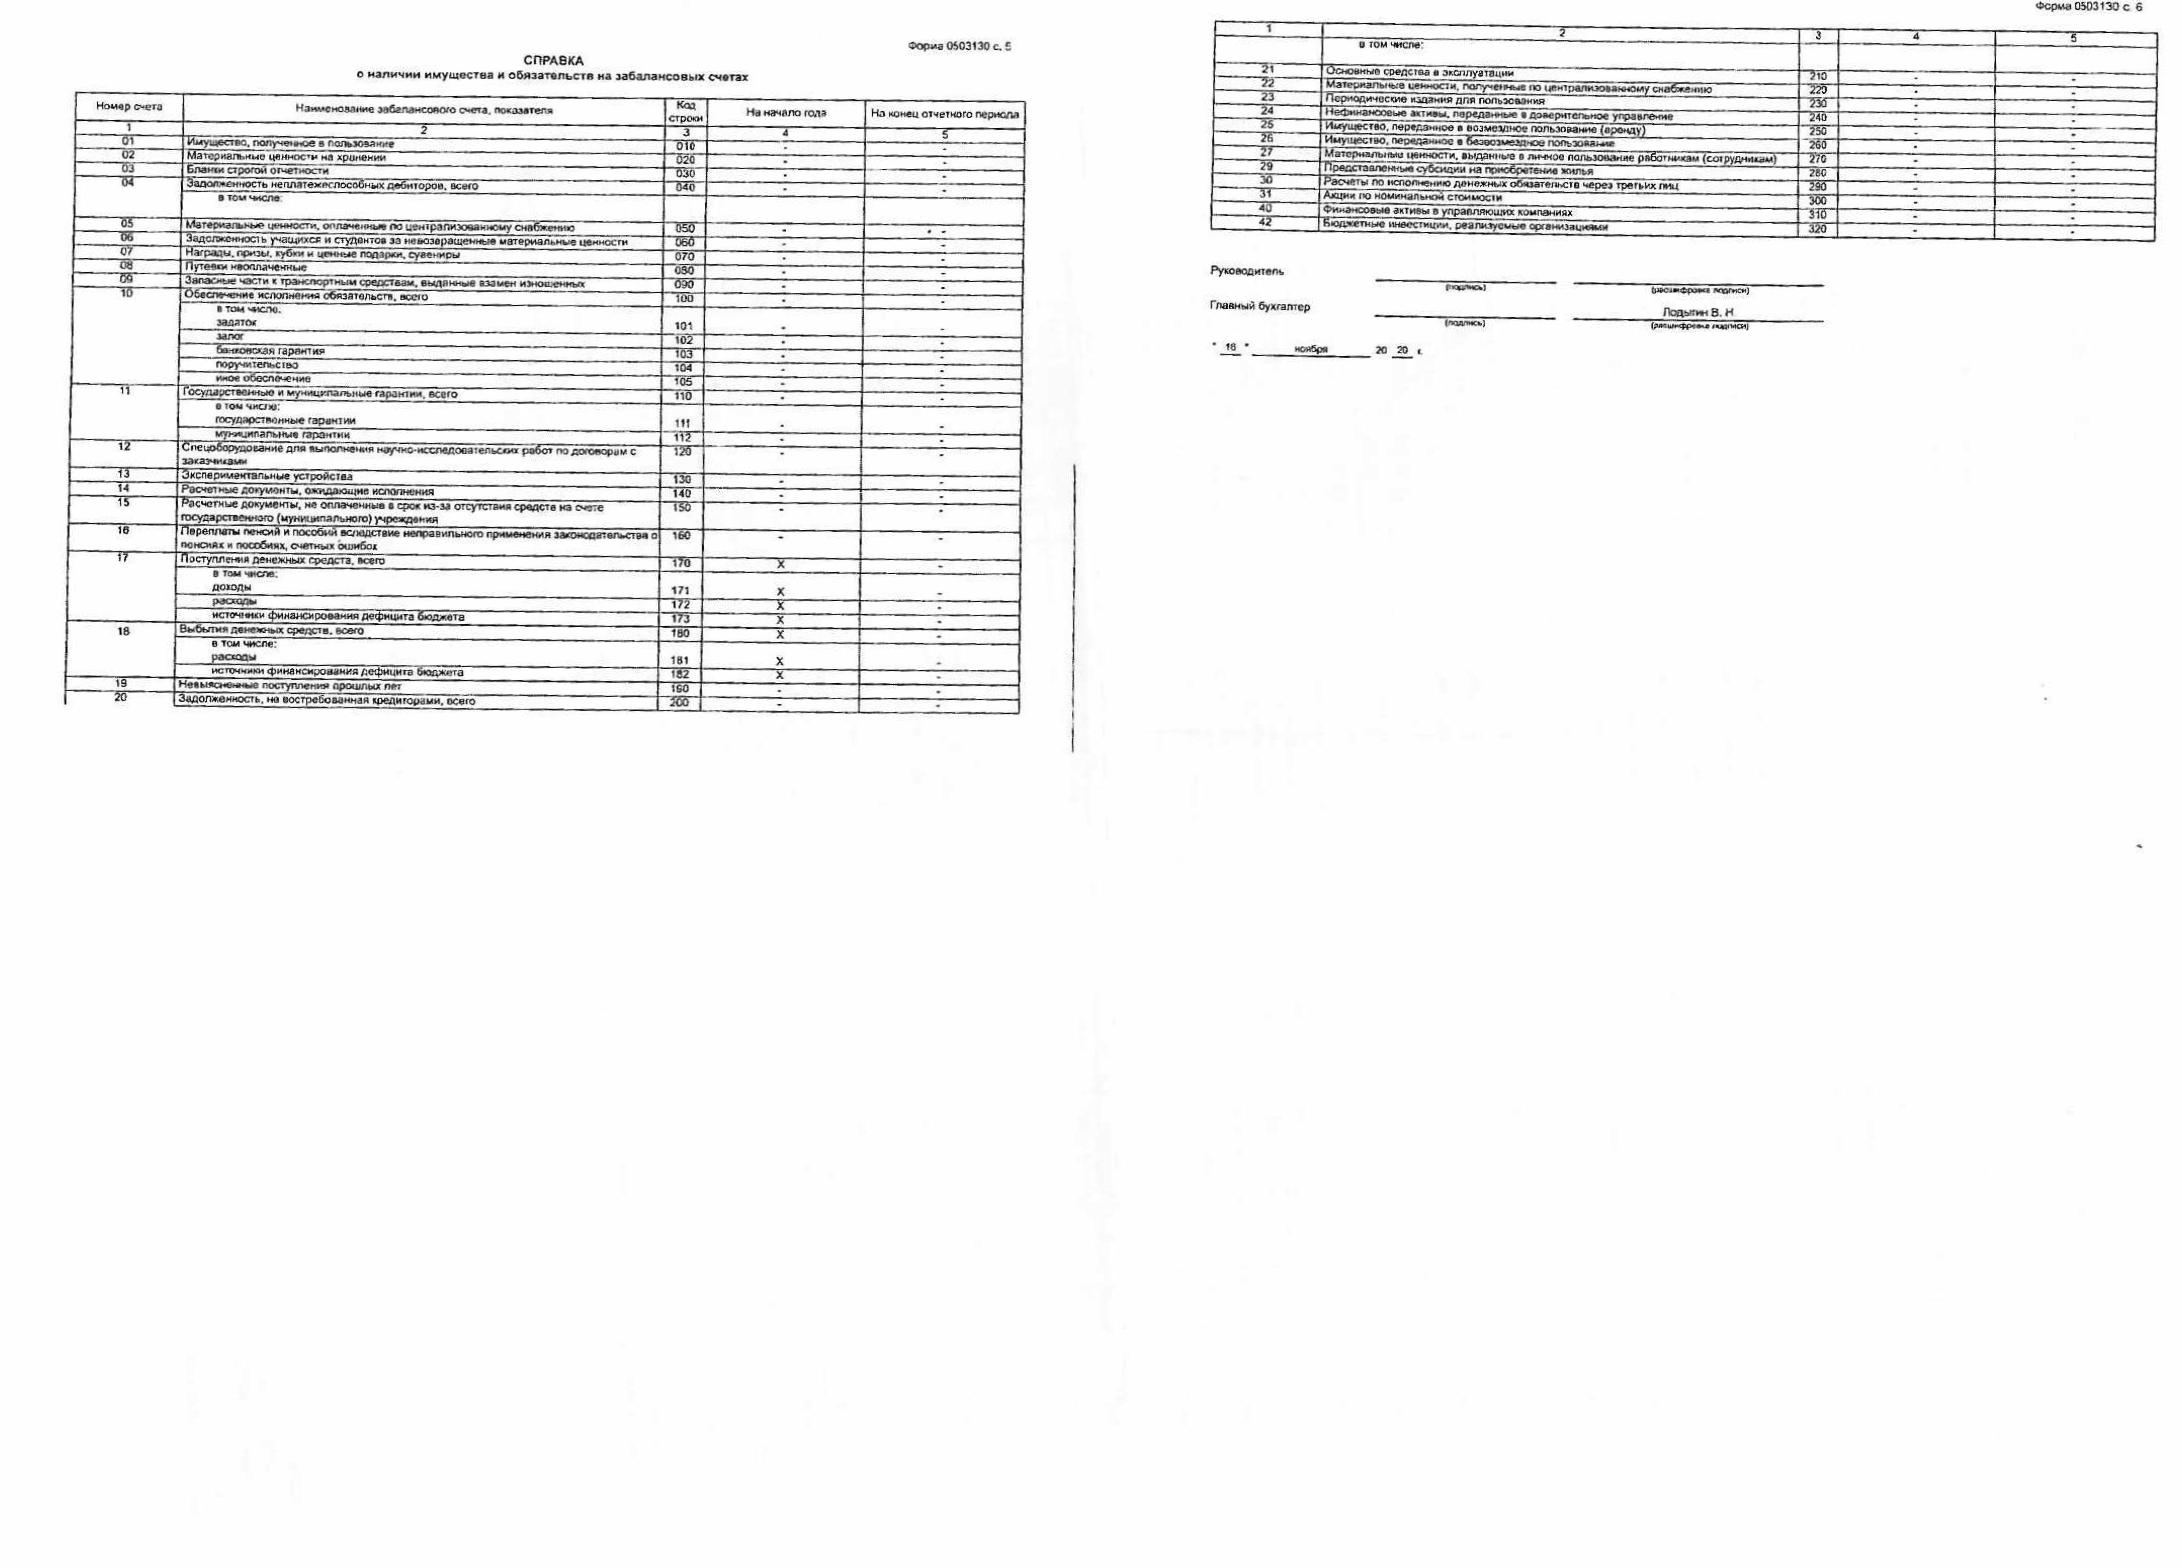 Форма 0503130 с. 5
СПРАВКА
о наличии имущества и обязательств на забалансовых счетах
Номер счета Наименование забалансового счета, показателя Код строки На начало года На конец отчетного периода
1 2 3 4 5
01 Имущество, полученное в пользование 010 - -
02 Материальные ценности на хранении 020 - -
03 Бланки строгой отчетности 030 - -
04 Задолженность неплатежеспособных дебиторов, всего 040 - -
в том числе:
05 Материальные ценности, оплаченные по централизованному снабжению 050 - -
06 Задолженность учащихся и студентов за невозвращенные материальные ценности 060 - -
07 Награды, призы, кубки и ценные подарки, сувениры 070 - -
08 Путевки неоплаченные 080 - -
09 Запасные части к транспортным средствам, выданные взамен изношенных 090 - -
10 Обеспечение исполнения обязательств, всего 100 - -
в том числе:
задаток 101 - -
залог 102 - -
банковская гарантия 103 - -
поручительство 104 - -
иное обеспечение 105 - -
11 Государственные и муниципальные гарантии, всего 110 - -
в том числе:
государственные гарантии 111 - -
муниципальные гарантии 112 - -
12 Спецоборудование для выполнения научно-исследовательских работ по договорам с 120 - -
заказчиками
13 Экспериментальные устройства 130 - -
14 Расчетные документы, ожидающие исполнения 140 - -
15 Расчетные документы, не оплаченные в срок из-за отсутствия средств на счете 150 - -
государственного (муниципального) учреждения
16 Переплаты пенсий и пособий вследствие неправильного применения законодательства о 160 - -
пенсиях и пособиях, счетных ошибок
17 Поступления денежных средств, всего 170 X -
в том числе:
доходы 171 X -
расходы 172 X -
источники финансирования дефицита бюджета 173 X -
18 Выбытия денежных средств, всего 180 X -
в том числе:
расходы 181 X -
источники финансирования дефицита бюджета 182 X -
19 Невыясненные поступления прошлых лет 190 - -
20 Задолженность, не востребованная кредиторами, всего 200 - -
Форма 0503130 с. 6
1 2 3 4 5
в том числе:
21 Основные средства в эксплуатации 210 - -
22 Материальные ценности, полученные по централизованному снабжению 220 - -
23 Периодические издания для пользования 230 - -
24 Нефинансовые активы, переданные в доверительное управление 240 - -
25 Имущество, переданное в возмездное пользование (аренду) 250 - -
26 Имущество, переданное в безвозмездное пользование 260 - -
27 Материальные ценности, выданные в личное пользование работникам (сотрудникам) 270 - -
29 Представленные субсидии на приобретение жилья 280 - -
30 Расчеты по исполнению денежных обязательств через третьих лиц 290 - -
31 Акции по номинальной стоимости 300 - -
40 Финансовые активы в управляющих компаниях 310 - -
42 Бюджетные инвестиции, реализуемые организациями 320 - -
Руководитель
(подпись) (расшифровка подписи)
Главный бухгалтер Лодыгин В. Н
(подпись) (расшифровка подписи)
" 16 " ноября 20 20 г.